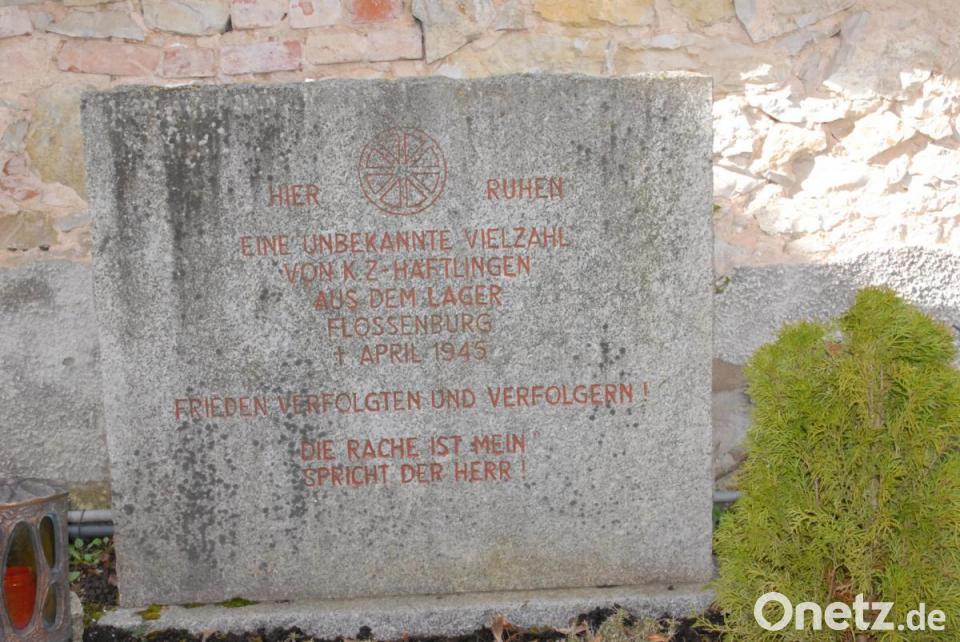 HIER RUHEN
EINE UNBEKANNTE VIELZAHL
VON K Z-HÄFTLINGEN
AUS DEM LAGER
FLOSSENBURG
† APRIL 1945
FRIEDEN VERFOLGTEN UND VERFOLGERN !
DIE RACHE IST MEIN
SPRICHT DER HERR !
Onetz.de